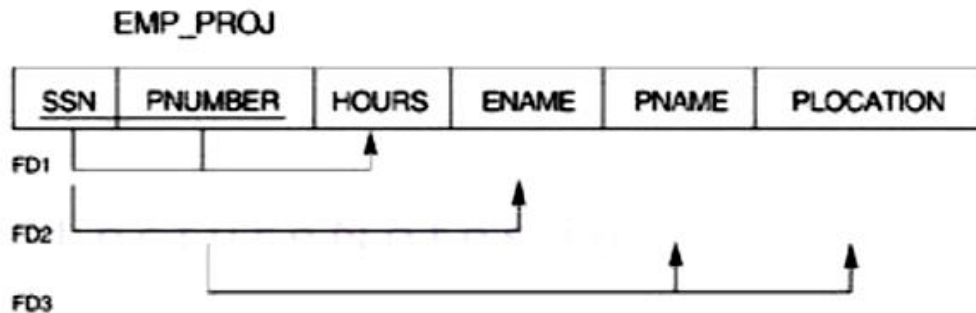 EMP_PROJ
SSN PNUMBER HOURS ENAME PNAME PLOCATION
FD1
FD2
FD3